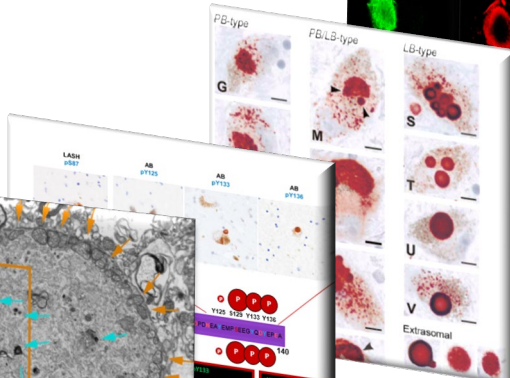 PB-type
PB/LB-type
LB-type
G
M
S
T
U
V
Extrasomal
LASH
pS87
AB
pY125
AB
pY133
AB
pY136
P P P P
Y125 S129 Y133 Y136
140
P P P